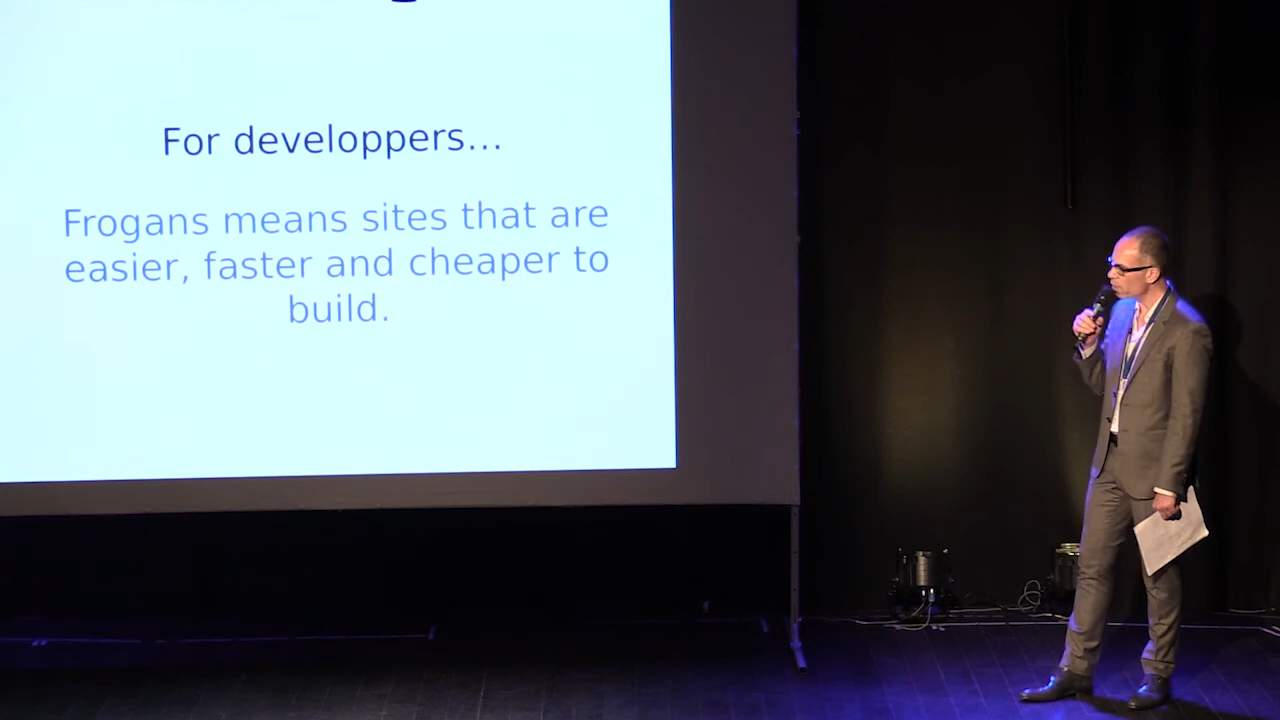 For developpers...
Frogans means sites that are
easier, faster and cheaper to
build.